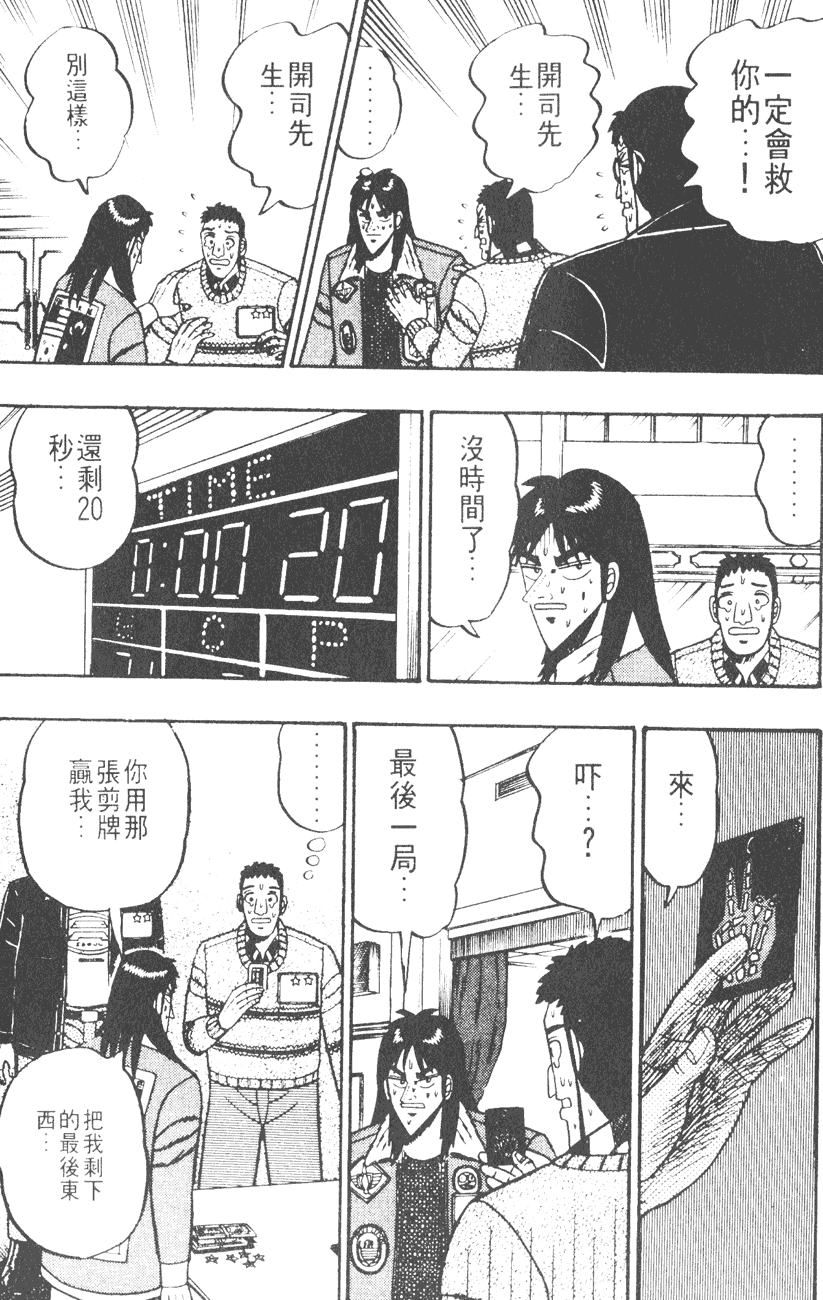 一定會救
你的…！
開司先
生…
………
開司先
生…
別這樣…
………
沒時間了…
還剩20
秒…
TIME
0:00 20
P
來…
吓…？
最後一局…
………
你用那
張剪牌
贏我…
把我剩下
的最後東
西…